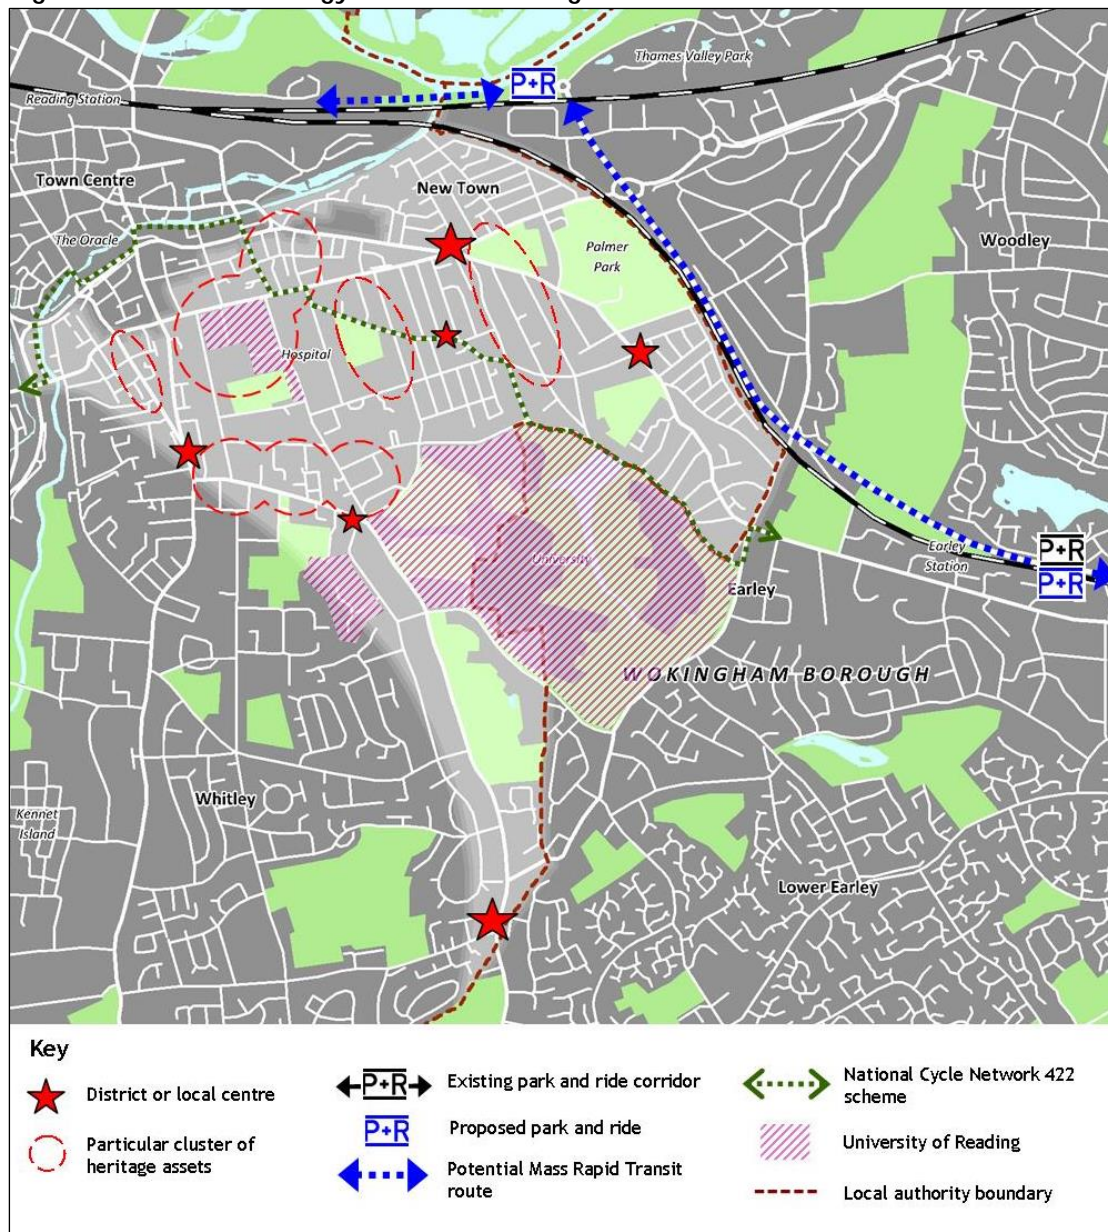 Thames Valley Park
P+R
Reading Station
Town Centre
New Town
The Oracle
Palmer
Park
Woodley
Hospital
University
Earley
Station
P+R
P+R
Earley
WOKINGHAM BOROUGH
Whitley
Kennet
Island
Lower Earley
Key
District or local centre
Particular cluster of
heritage assets
P+R
Existing park and ride corridor
P+R
Proposed park and ride
Potential Mass Rapid Transit
route
National Cycle Network 422
scheme
University of Reading
Local authority boundary